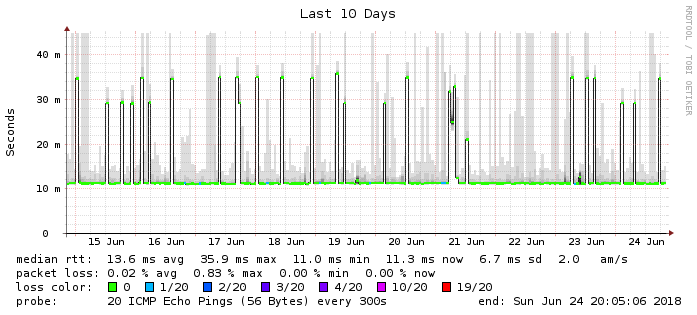 Last 10 Days
RRDTOOL / TOBI OETIKER
Seconds
40 m
30 m
20 m
10 m
0
15 Jun 16 Jun 17 Jun 18 Jun 19 Jun 20 Jun 21 Jun 22 Jun 23 Jun 24 Jun
median rtt: 13.6 ms avg 35.9 ms max 11.0 ms min 11.3 ms now 6.7 ms sd 2.0 am/s
packet loss: 0.02 % avg 0.83 % max 0.00 % min 0.00 % now
loss color: 0 1/20 2/20 3/20 4/20 10/20 19/20
probe: 20 ICMP Echo Pings (56 Bytes) every 300s end: Sun Jun 24 20:05:06 2018